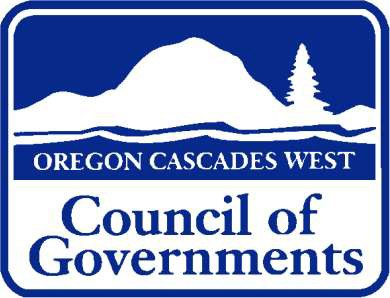 OREGON CASCADES WEST
Council of
Governments